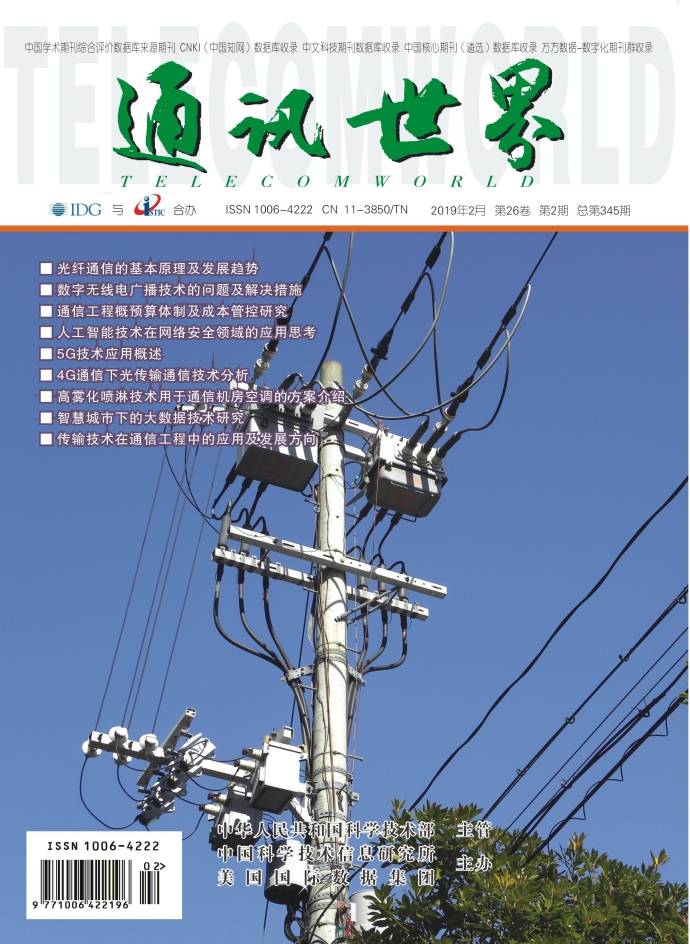 中国学术期刊综合评价数据库来源期刊 CNKI（中国知网）数据库收录 中文科技期刊数据库收录 中国核心期刊（遴选）数据库收录 万方数据-数字化期刊群收录
TELECOMWORLD
通讯世界
TELECOMWORLD
IDG 与 ISTIC 合办 ISSN 1006-4222 CN 11-3850/TN 2019年2月 第26卷 第2期 总第345期
■ 光纤通信的基本原理及发展趋势
■ 数字无线电广播技术的问题及解决措施
■ 通信工程概预算体制及成本管控研究
■ 人工智能技术在网络安全领域的应用思考
■ 5G技术应用概述
■ 4G通信下光传输通信技术分析
■ 高雾化喷淋技术用于通信机房空调的方案介绍
■ 智慧城市下的大数据技术研究
■ 传输技术在通信工程中的应用及发展方向
中华人民共和国科学技术部 主管
中国科学技术信息研究所 主办
美国国际数据集团
ISSN 1006-4222
02>
9 771006 422196